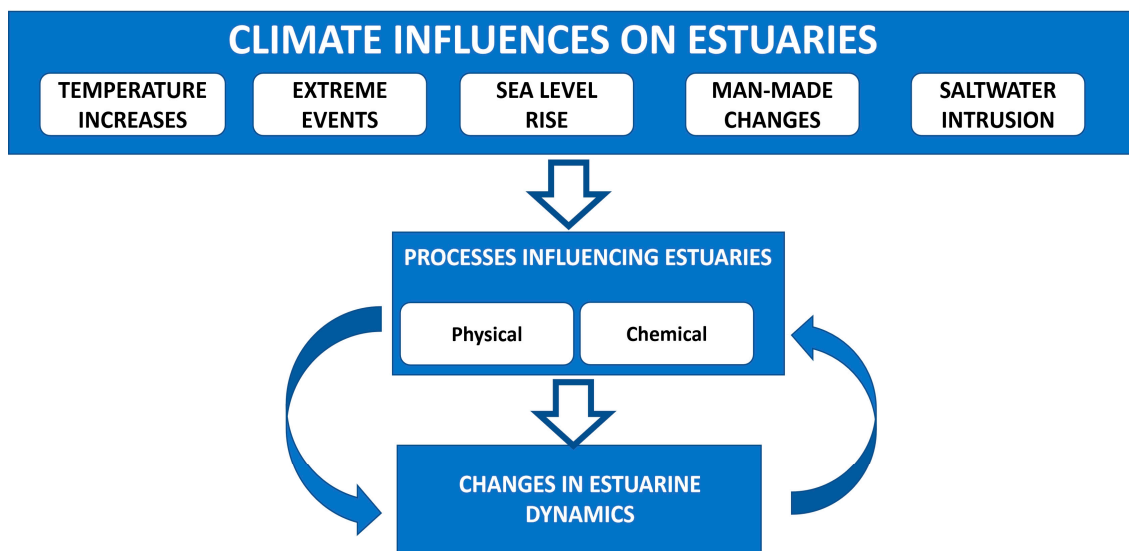 CLIMATE INFLUENCES ON ESTUARIES
TEMPERATURE
INCREASES
EXTREME
EVENTS
SEA LEVEL
RISE
MAN-MADE
CHANGES
SALTWATER
INTRUSION
PROCESSES INFLUENCING ESTUARIES
Physical
Chemical
CHANGES IN ESTUARINE
DYNAMICS